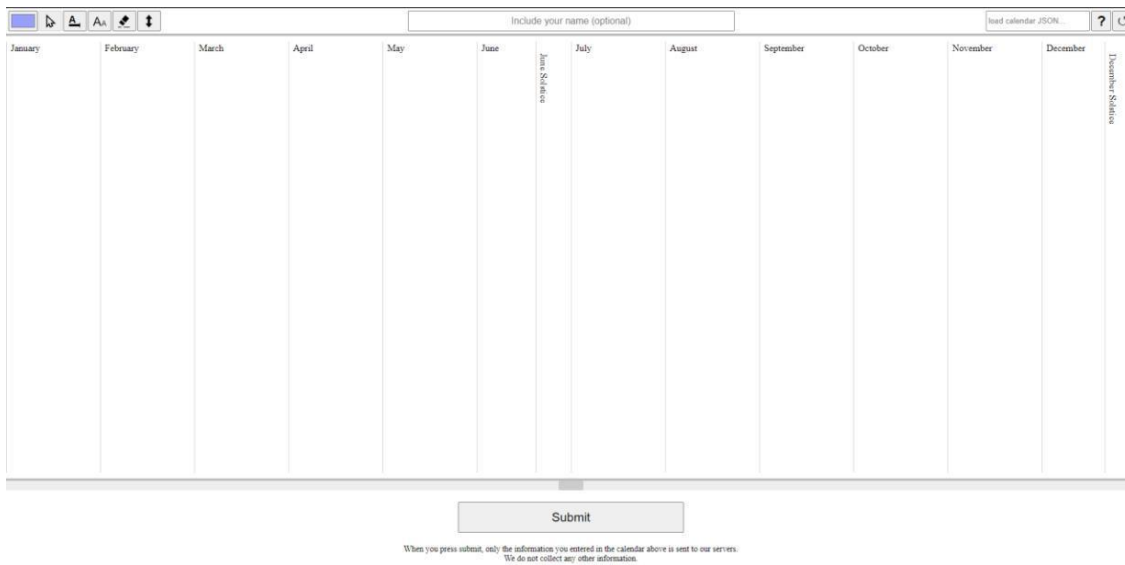 A AA
Include your name (optional)
load calendar JSON...
?
January
February
March
April
May
June
June Solstice
July
August
September
October
November
December
December Solstice
Submit
When you press submit, only the information you entered in the calendar above is sent to our servers.
We do not collect any other information.